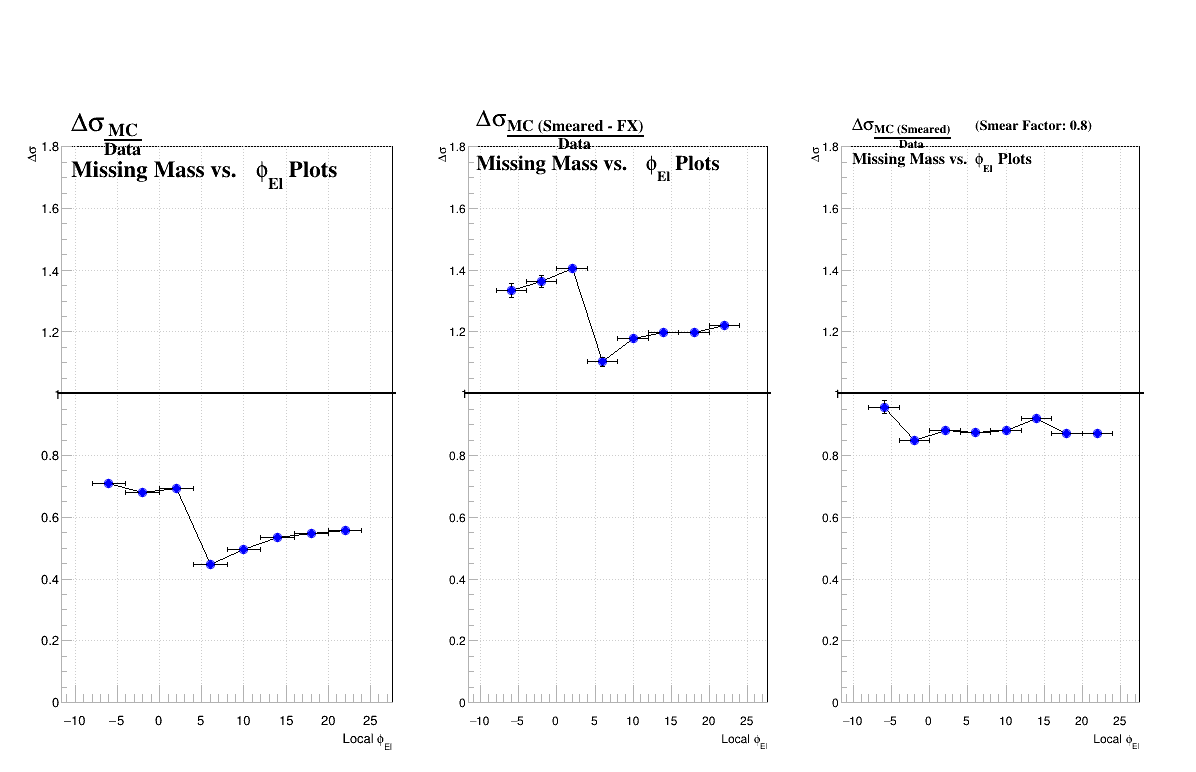 Δσ MC
Data
Missing Mass vs. ϕEl Plots
Δσ
1.8
1.6
1.4
1.2
1
0.8
0.6
0.4
0.2
0
−10 −5 0 5 10 15 20 25
Local ϕEl
Δσ MC (Smeared - FX)
Data
Missing Mass vs. ϕEl Plots
Δσ
1.8
1.6
1.4
1.2
1
0.8
0.6
0.4
0.2
0
−10 −5 0 5 10 15 20 25
Local ϕEl
Δσ MC (Smeared) (Smear Factor: 0.8)
Data
Missing Mass vs. ϕEl Plots
Δσ
1.8
1.6
1.4
1.2
1
0.8
0.6
0.4
0.2
0
−10 −5 0 5 10 15 20 25
Local ϕEl